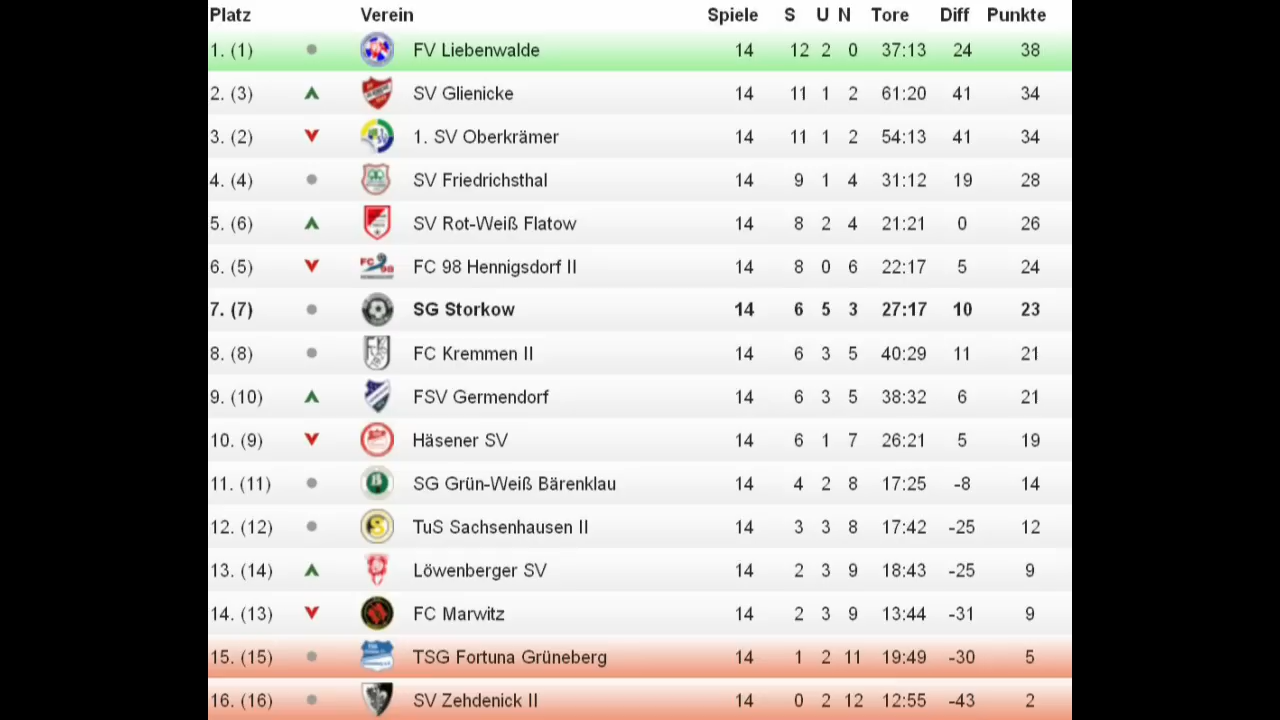 Platz Verein Spiele S U N Tore Diff Punkte
1. (1) FV Liebenwalde 14 12 2 0 37:13 24 38
2. (3) SV Glienicke 14 11 1 2 61:20 41 34
3. (2) 1. SV Oberkrämer 14 11 1 2 54:13 41 34
4. (4) SV Friedrichsthal 14 9 1 4 31:12 19 28
5. (6) SV Rot-Weiß Flatow 14 8 2 4 21:21 0 26
6. (5) FC 98 Hennigsdorf II 14 8 0 6 22:17 5 24
7. (7) SG Storkow 14 6 5 3 27:17 10 23
8. (8) FC Kremmen II 14 6 3 5 40:29 11 21
9. (10) FSV Germendorf 14 6 3 5 38:32 6 21
10. (9) Häsener SV 14 6 1 7 26:21 5 19
11. (11) SG Grün-Weiß Bärenklau 14 4 2 8 17:25 -8 14
12. (12) TuS Sachsenhausen II 14 3 3 8 17:42 -25 12
13. (14) Löwenberger SV 14 2 3 9 18:43 -25 9
14. (13) FC Marwitz 14 2 3 9 13:44 -31 9
15. (15) TSG Fortuna Grüneberg 14 1 2 11 19:49 -30 5
16. (16) SV Zehdenick II 14 0 2 12 12:55 -43 2